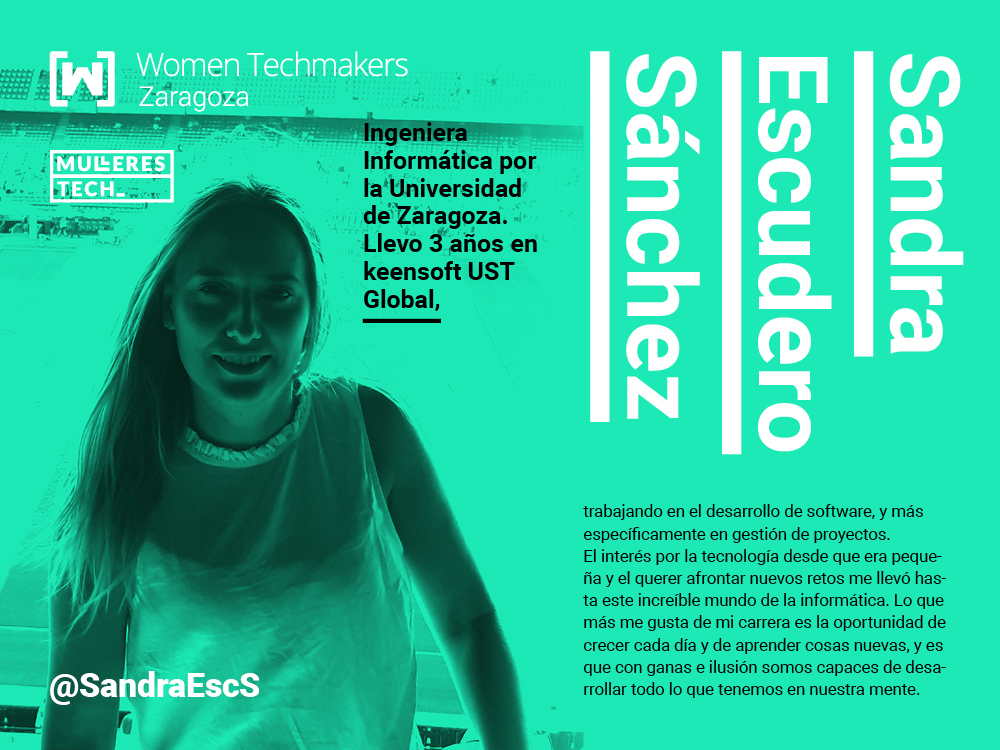 W
Women Techmakers
Zaragoza
MULLERES
TECH_
Ingeniera
Informática por
la Universidad
de Zaragoza.
Llevo 3 años en
keensoft UST
Global,
Sandra
Escudero
Sánchez
trabajando en el desarrollo de software, y más
específicamente en gestión de proyectos.
El interés por la tecnología desde que era peque-
ña y el querer afrontar nuevos retos me llevó has-
ta este increíble mundo de la informática. Lo que
más me gusta de mi carrera es la oportunidad de
crecer cada día y de aprender cosas nuevas, y es
que con ganas e ilusión somos capaces de desa-
rrollar todo lo que tenemos en nuestra mente.
@SandraEscS